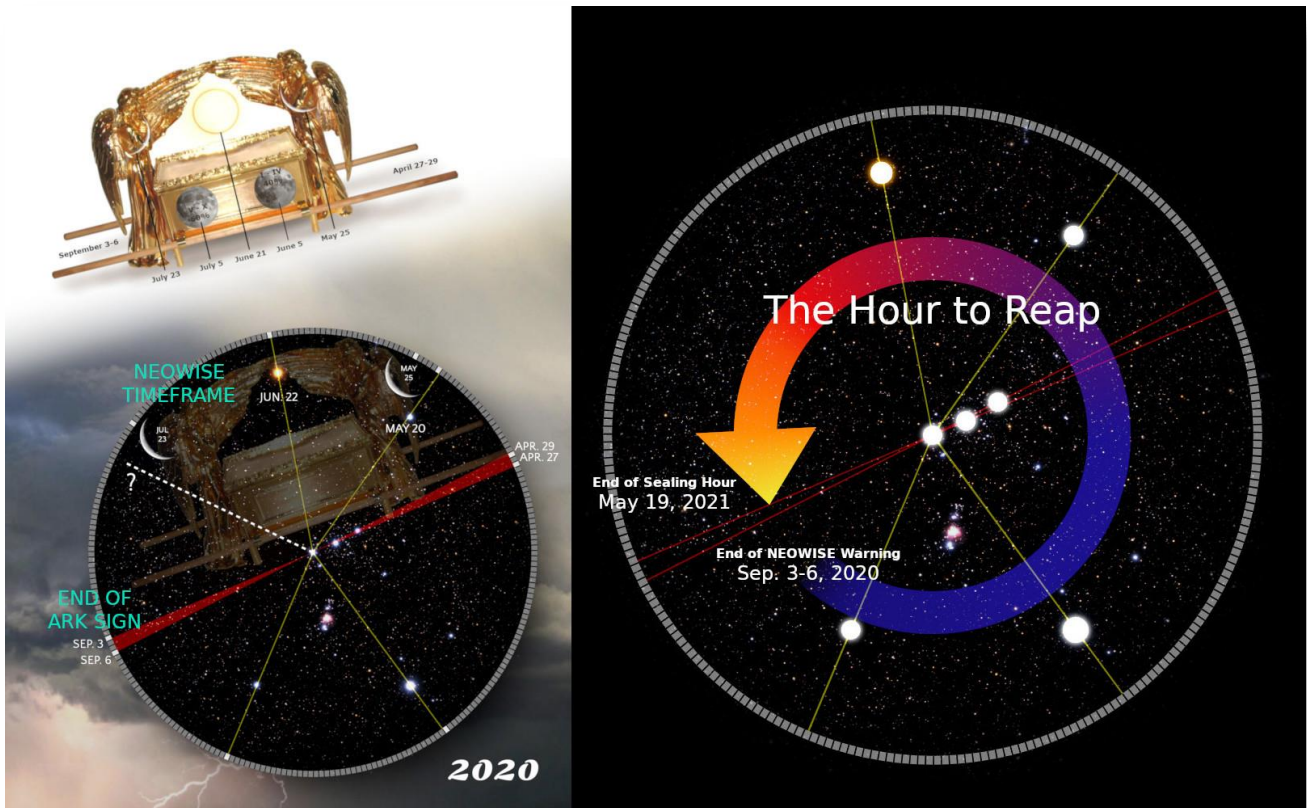 April 27-29
September 3-6
July 23
July 5
June 21
June 5
May 25
NEOWISE
TIMEFRAME
MAY
25
JUN. 22
MAY 20
JUL
23
?
APR. 29
APR. 27
END OF
ARK SIGN
SEP. 3
SEP. 6
2020
The Hour to Reap
End of Sealing Hour
May 19, 2021
End of NEOWISE Warning
Sep. 3-6, 2020